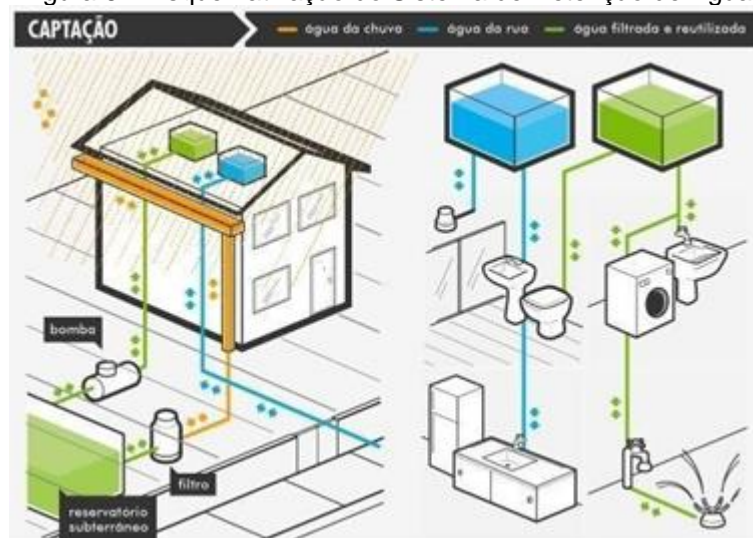 CAPTAÇÃO
água da chuva
água da rua
água filtrada e reutilizada
bomba
filtro
reservatório
subterrâneo